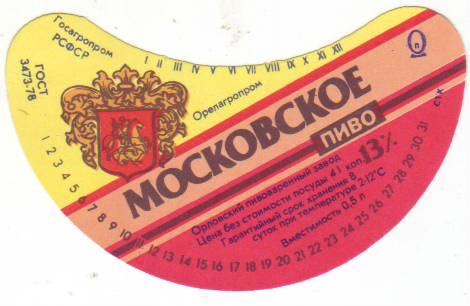 Госагропром
РСФСР
ГОСТ
3473-78
I II III IV V VI VII VIII IX X XI XII
Орелагропром
МОСКОВСКОЕ
ПИВО
13%
п
стк
Орловский пивоваренный завод
Цена без стоимости посуды 41 коп.
Гарантийный срок хранения 8
суток при температуре 2-12°С
Вместимость 0,5 л
1 2 3 4 5 6 7 8 9 10 11 12 13 14 15 16 17 18 19 20 21 22 23 24 25 26 27 28 29 30 31